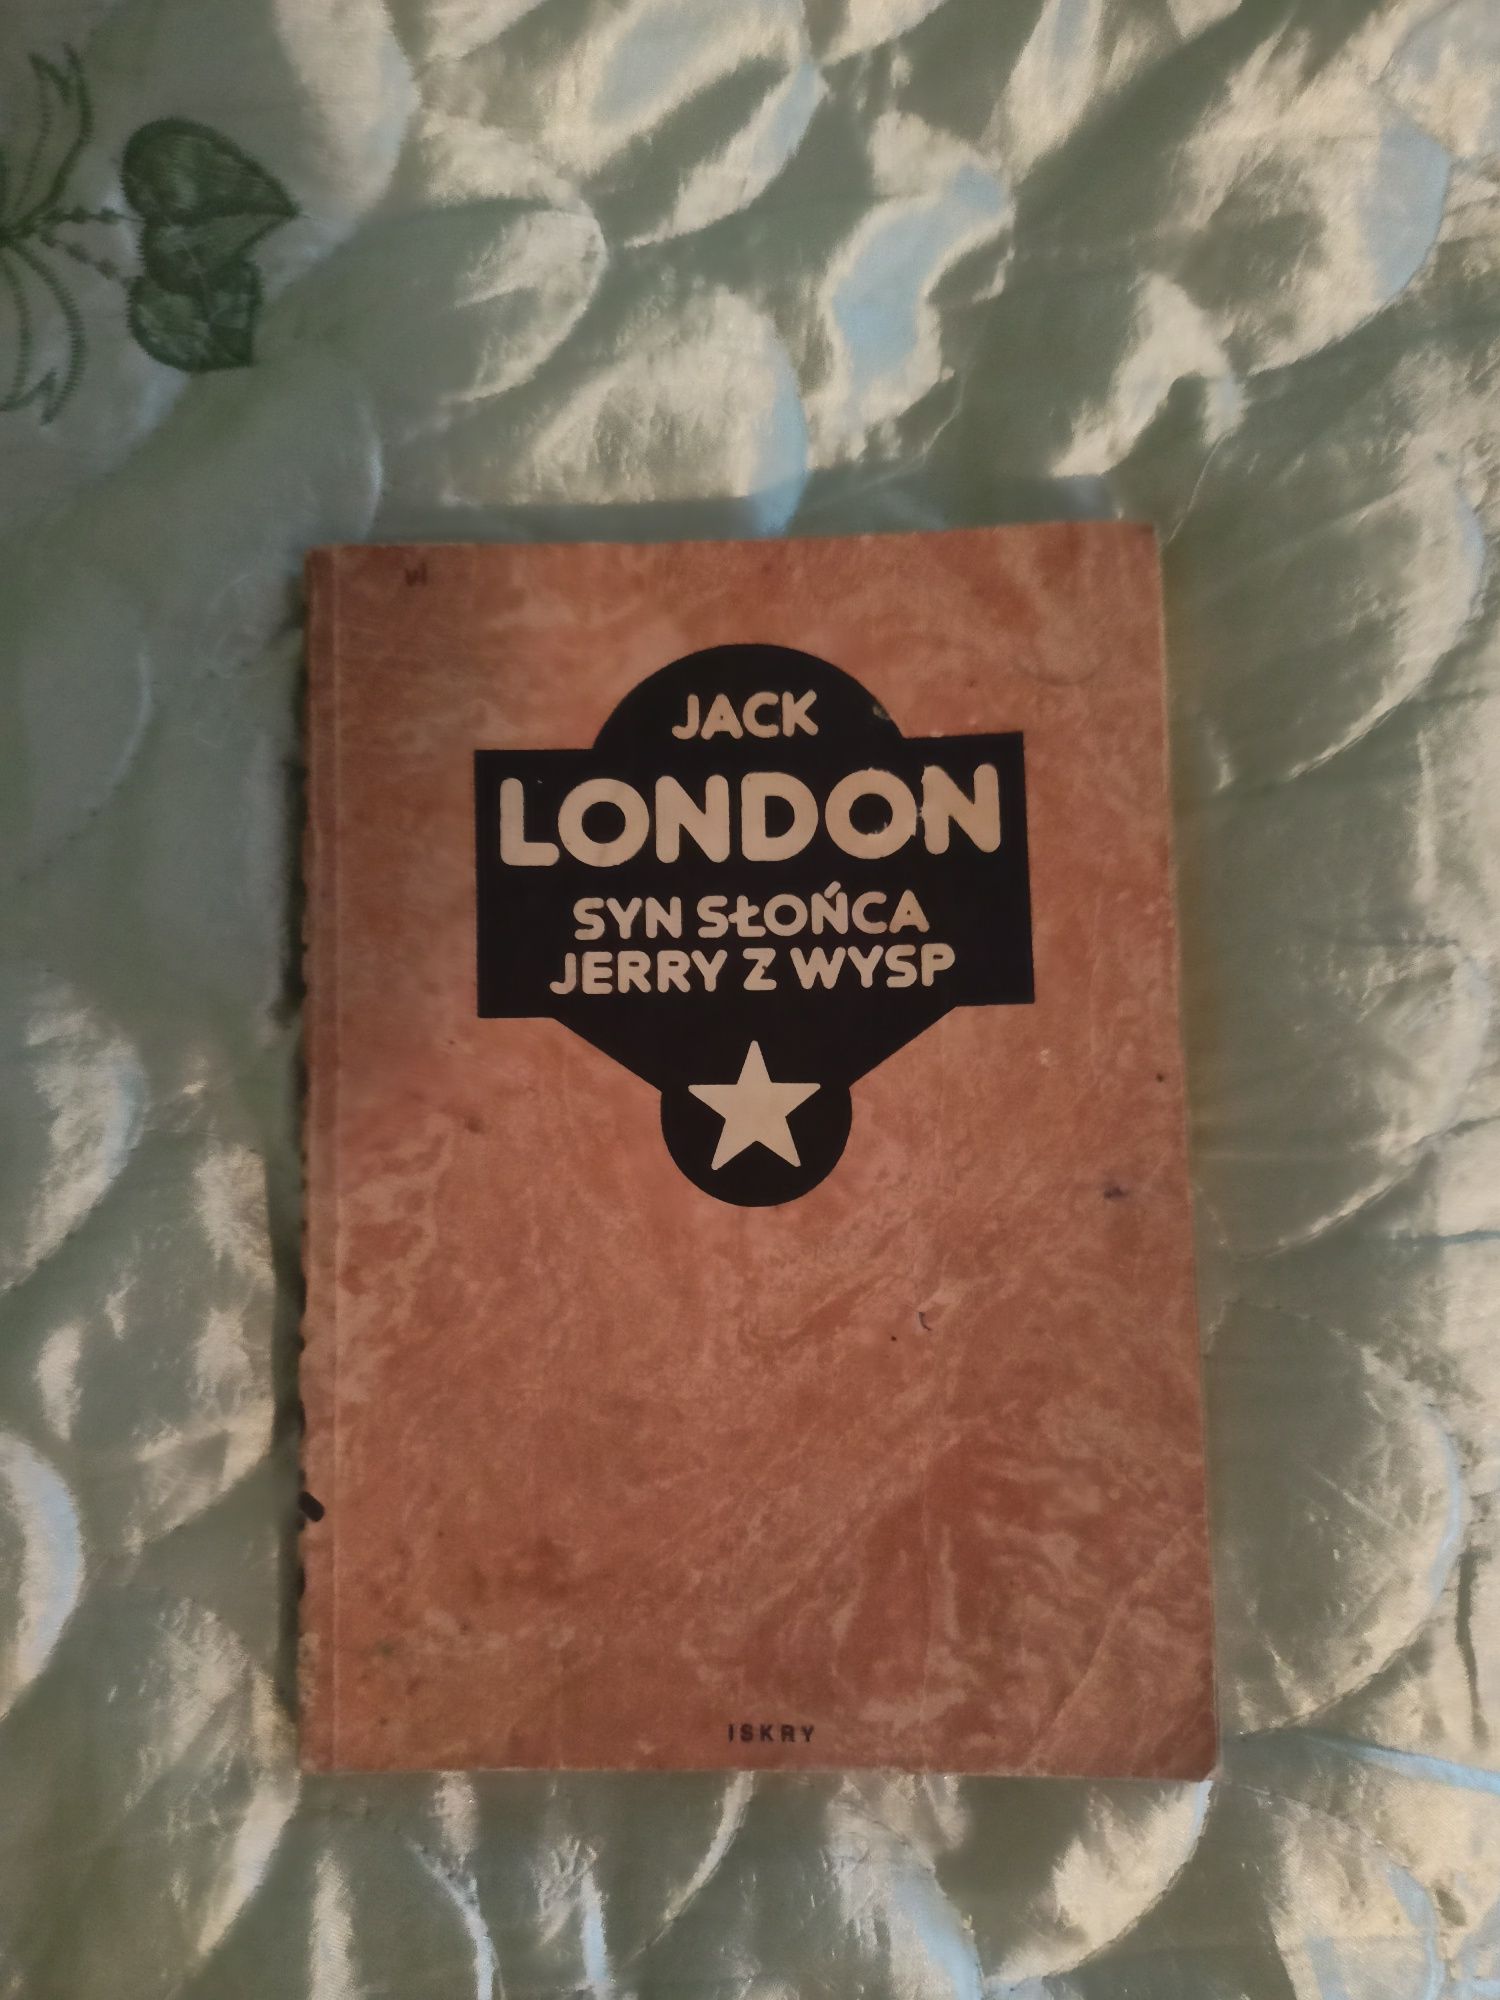 JACK
LONDON
SYN SŁOŃCA
JERRY Z WYSP
ISKRY